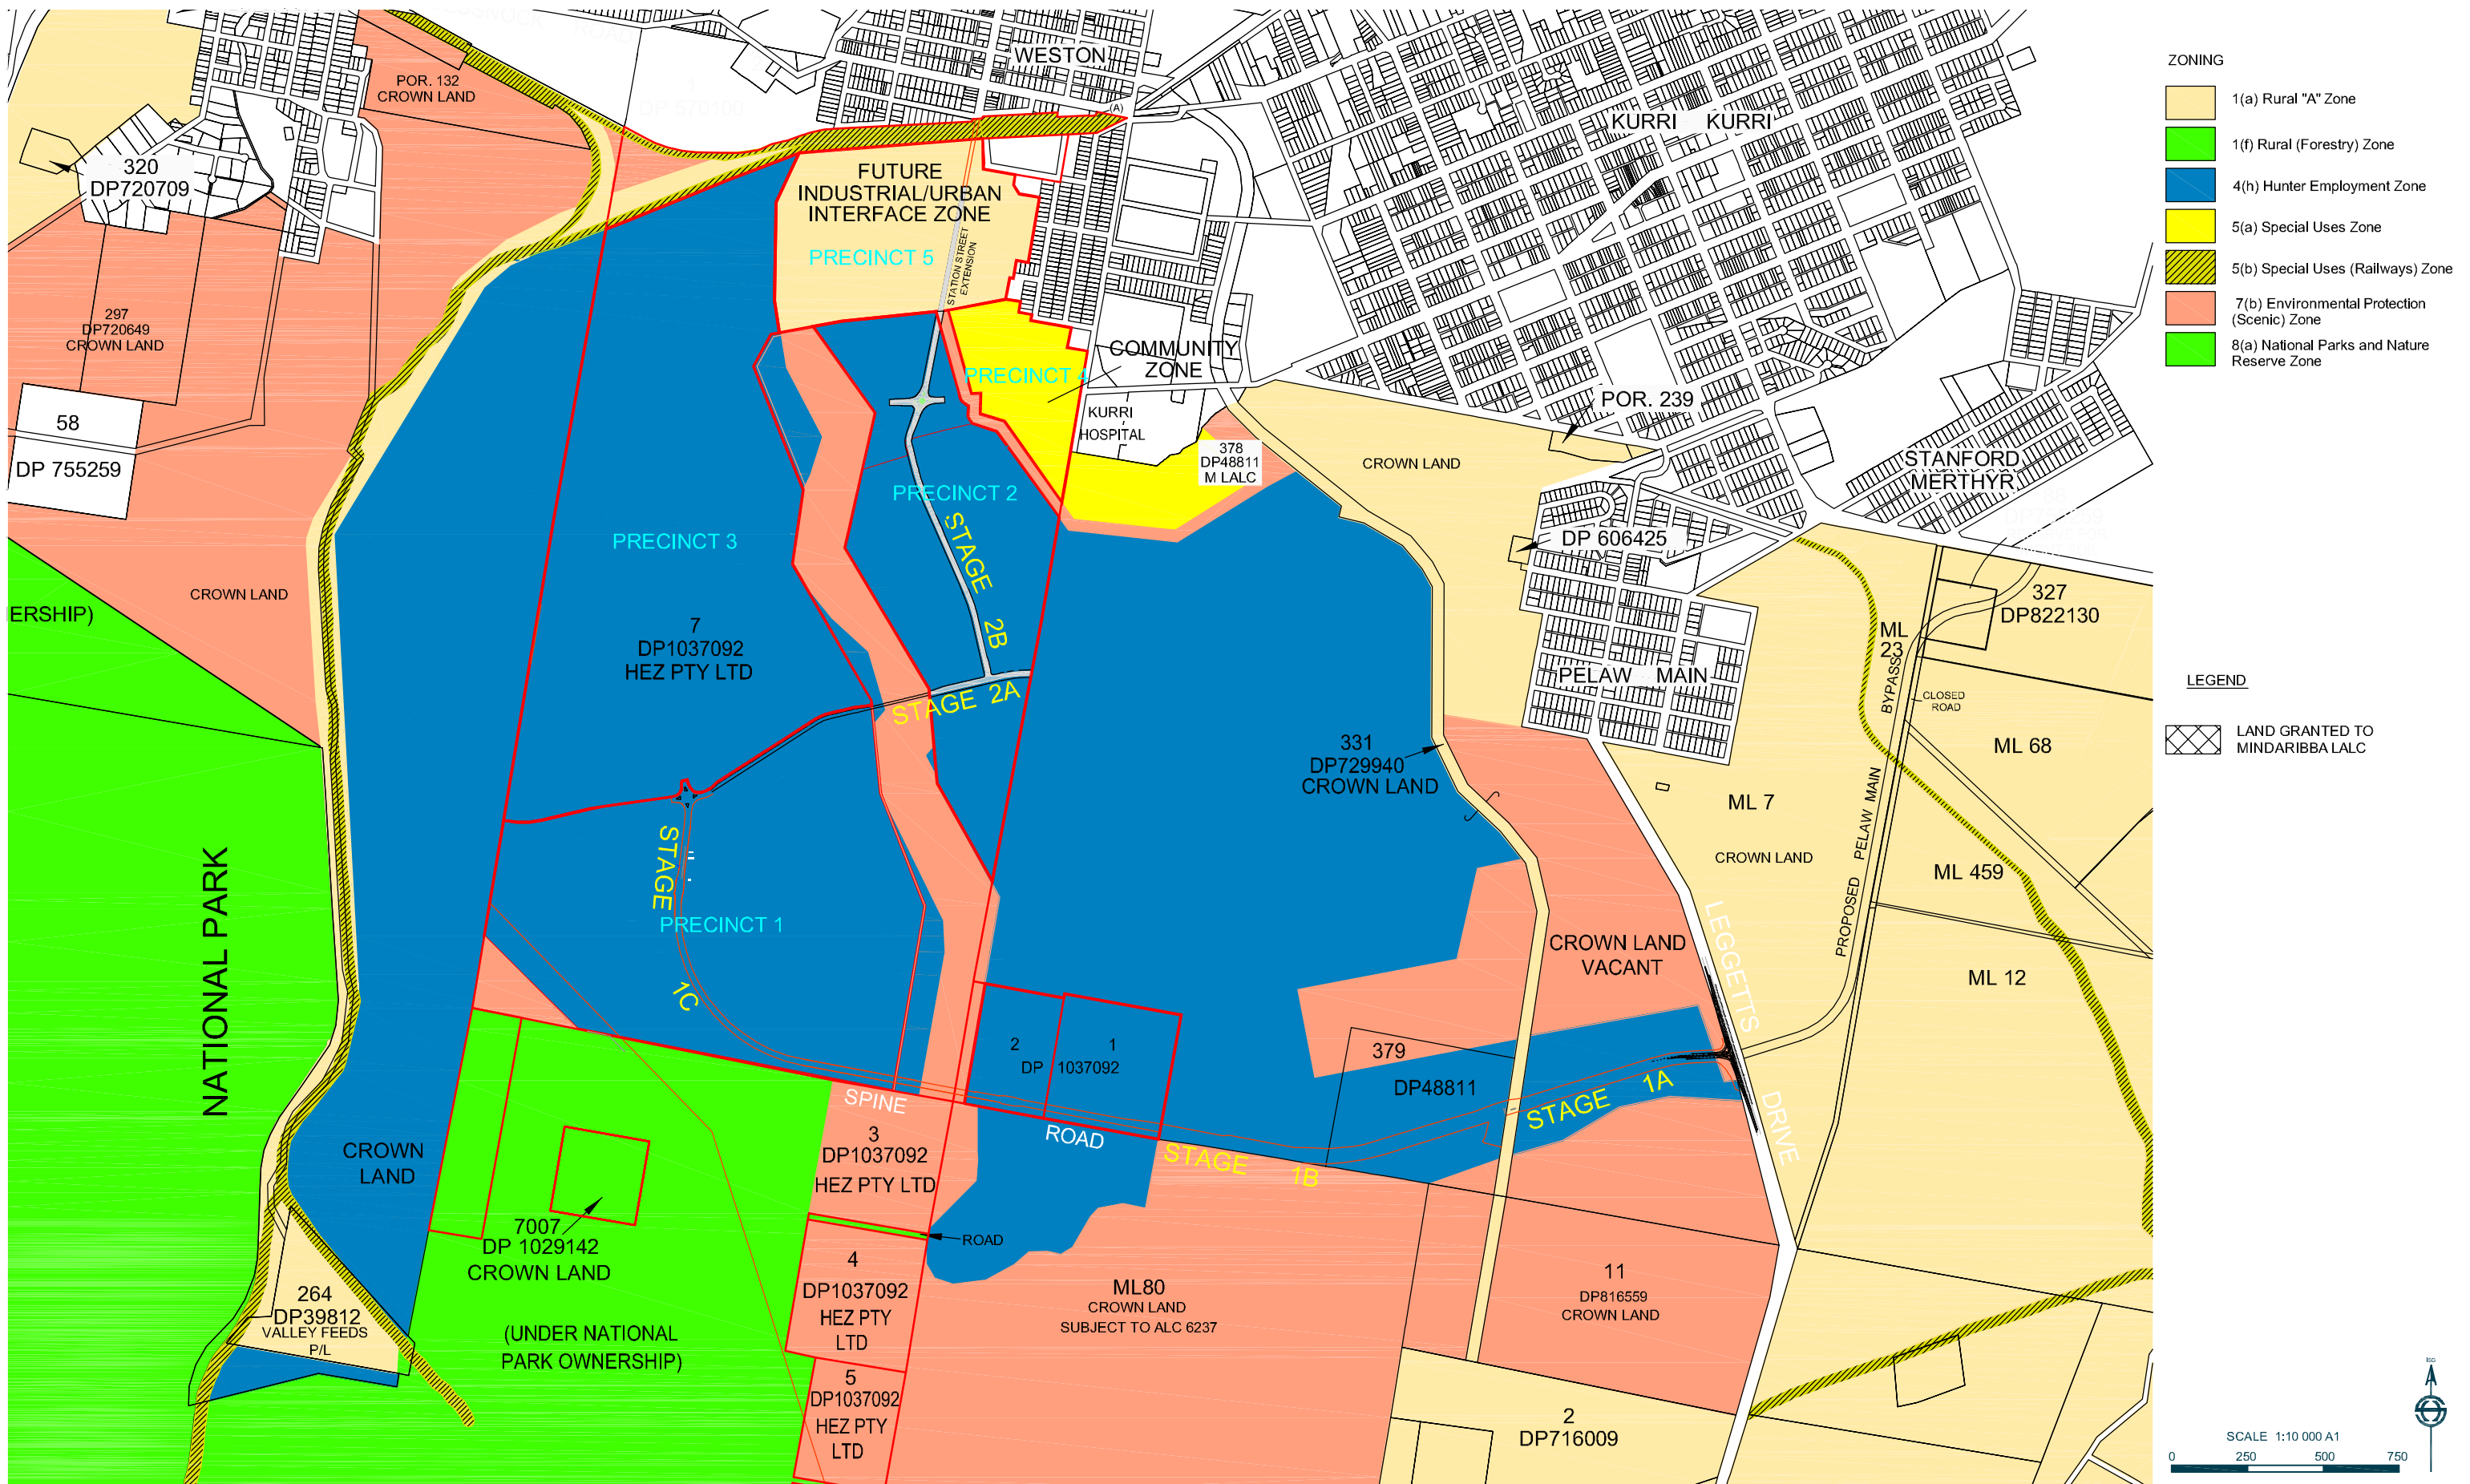 WESTON
(A)
KURRI KURRI
POR. 132
CROWN LAND
1
DP 570100
320
DP720709
FUTURE
INDUSTRIAL/URBAN
INTERFACE ZONE
PRECINCT 5
STATION STREET
EXTENSION
297
DP720649
CROWN LAND
58
DP 755259
COMMUNITY
ZONE
PRECINCT 4
KURRI
HOSPITAL
378
DP48811
M LALC
POR. 239
CROWN LAND
STANFORD
MERTHYR
PRECINCT 2
STAGE 2B
PRECINCT 3
DP 606425
CROWN LAND
ERSHIP)
7
DP1037092
HEZ PTY LTD
STAGE 2A
PELAW MAIN
ML
23
327
DP822130
CLOSED
ROAD
PROPOSED PELAW MAIN BYPASS
ML 68
331
DP729940
CROWN LAND
ML 7
CROWN LAND
ML 459
ML 12
NATIONAL PARK
STAGE 1C
PRECINCT 1
CROWN LAND
VACANT
LEGGETTS DRIVE
2
1
DP 1037092
379
DP48811
STAGE 1A
SPINE ROAD
STAGE 1B
3
DP1037092
HEZ PTY LTD
CROWN
LAND
ROAD
7007
DP 1029142
CROWN LAND
4
DP1037092
HEZ PTY
LTD
264
DP39812
VALLEY FEEDS
P/L
(UNDER NATIONAL
PARK OWNERSHIP)
ML80
CROWN LAND
SUBJECT TO ALC 6237
11
DP816559
CROWN LAND
5
DP1037092
HEZ PTY
LTD
2
DP716009
ZONING
1(a) Rural "A" Zone
1(f) Rural (Forestry) Zone
4(h) Hunter Employment Zone
5(a) Special Uses Zone
5(b) Special Uses (Railways) Zone
7(b) Environmental Protection
(Scenic) Zone
8(a) National Parks and Nature
Reserve Zone
LEGEND
LAND GRANTED TO
MINDARIBBA LALC
SCALE 1:10 000 A1
0 250 500 750